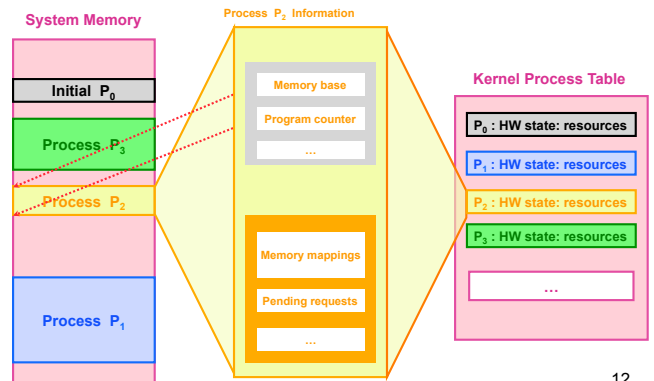 System Memory
Initial P0
Process P3
Process P2
Process P1
Process P2 Information
Memory base
Program counter
...
Memory mappings
Pending requests
...
Kernel Process Table
P0 : HW state: resources
P1 : HW state: resources
P2 : HW state: resources
P3 : HW state: resources
...
12